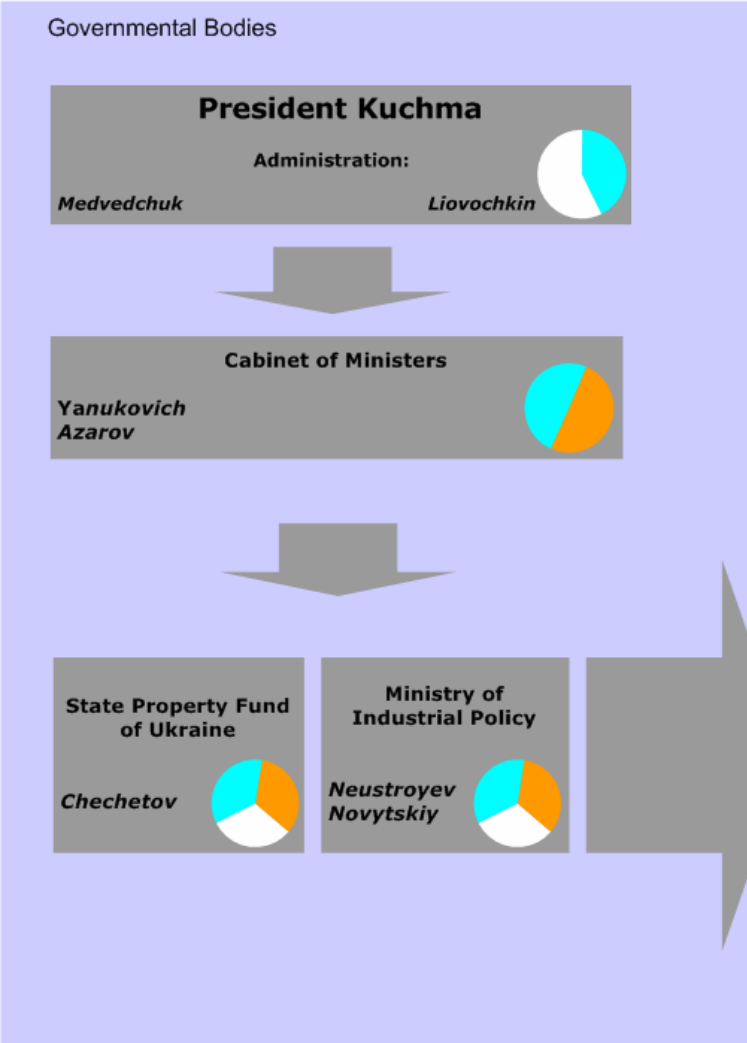 Governmental Bodies
President Kuchma
Administration:
Medvedchuk
Liovochkin
Cabinet of Ministers
Yanukovich
Azarov
State Property Fund
of Ukraine
Chechetov
Ministry of
Industrial Policy
Neustroyev
Novytskiy